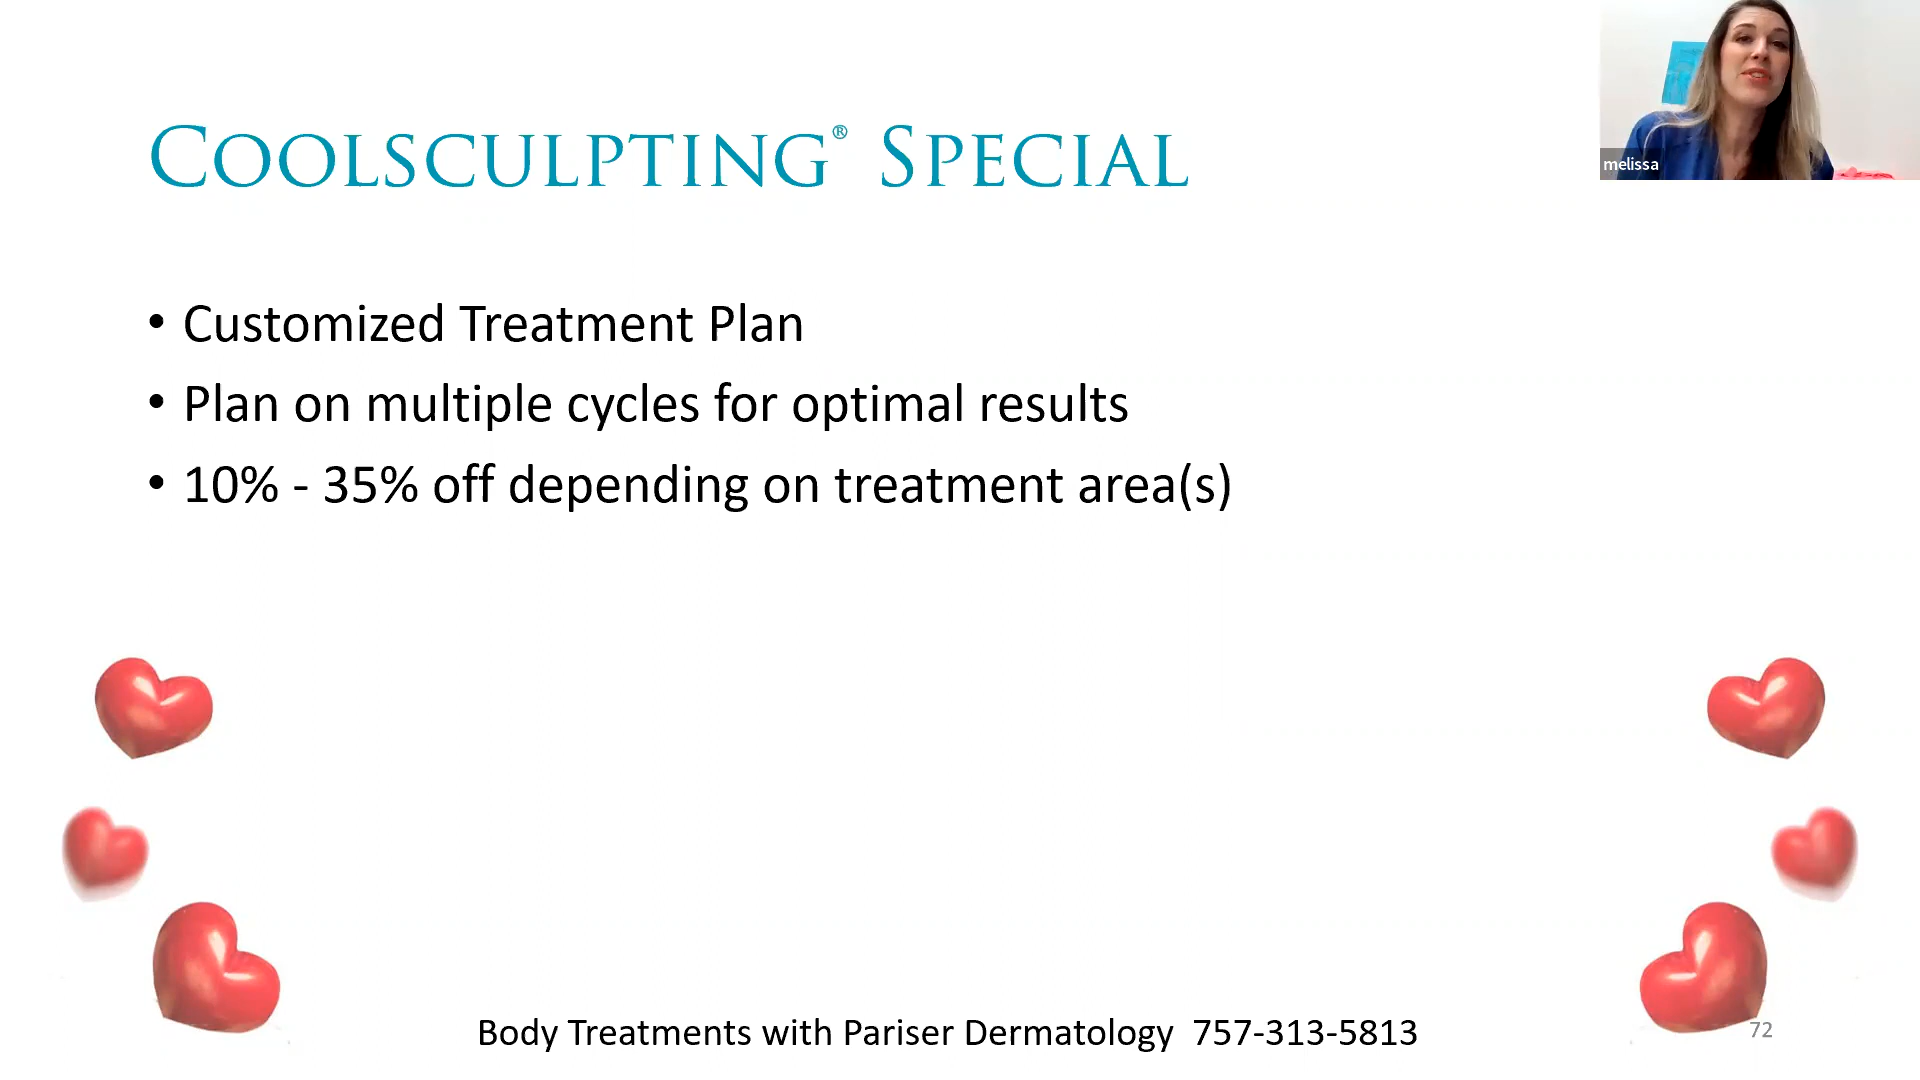 COOLSCULPTING® SPECIAL
melissa
• Customized Treatment Plan
• Plan on multiple cycles for optimal results
• 10% - 35% off depending on treatment area(s)
Body Treatments with Pariser Dermatology 757-313-5813
72